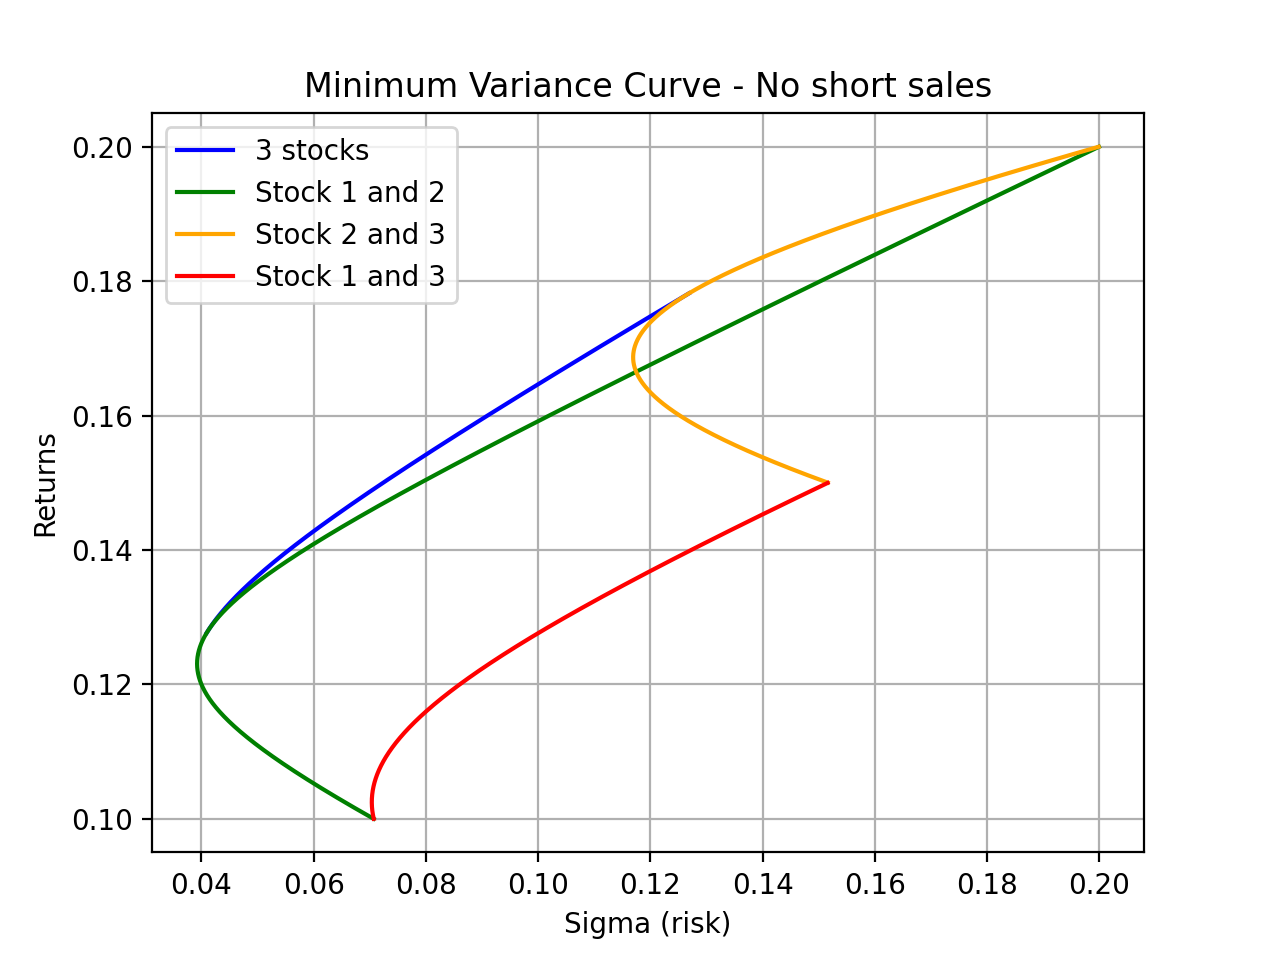 Minimum Variance Curve - No short sales
3 stocks
Stock 1 and 2
Stock 2 and 3
Stock 1 and 3
Returns
0.20
0.18
0.16
0.14
0.12
0.10
0.04 0.06 0.08 0.10 0.12 0.14 0.16 0.18 0.20
Sigma (risk)